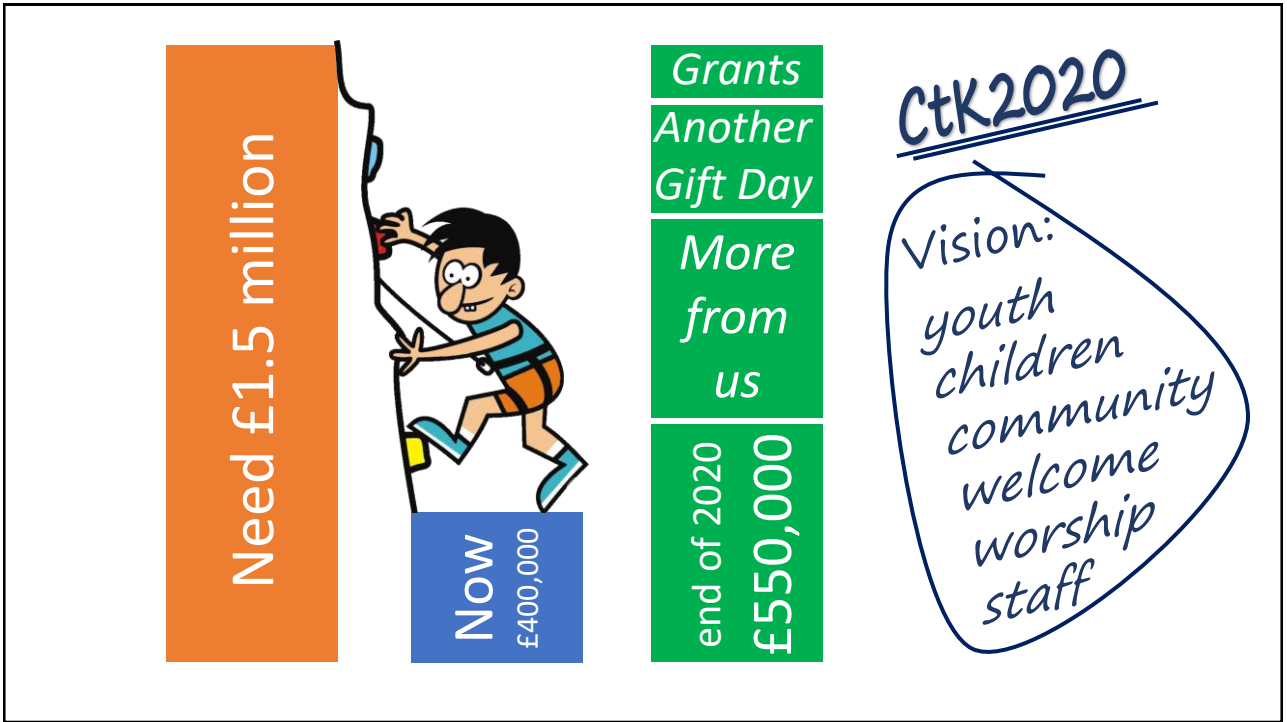 Need £1.5 million
Now
£400,000
Grants
Another
Gift Day
More
from
us
end of 2020
£550,000
CtK2020
Vision:
youth
children
community
welcome
worship
staff